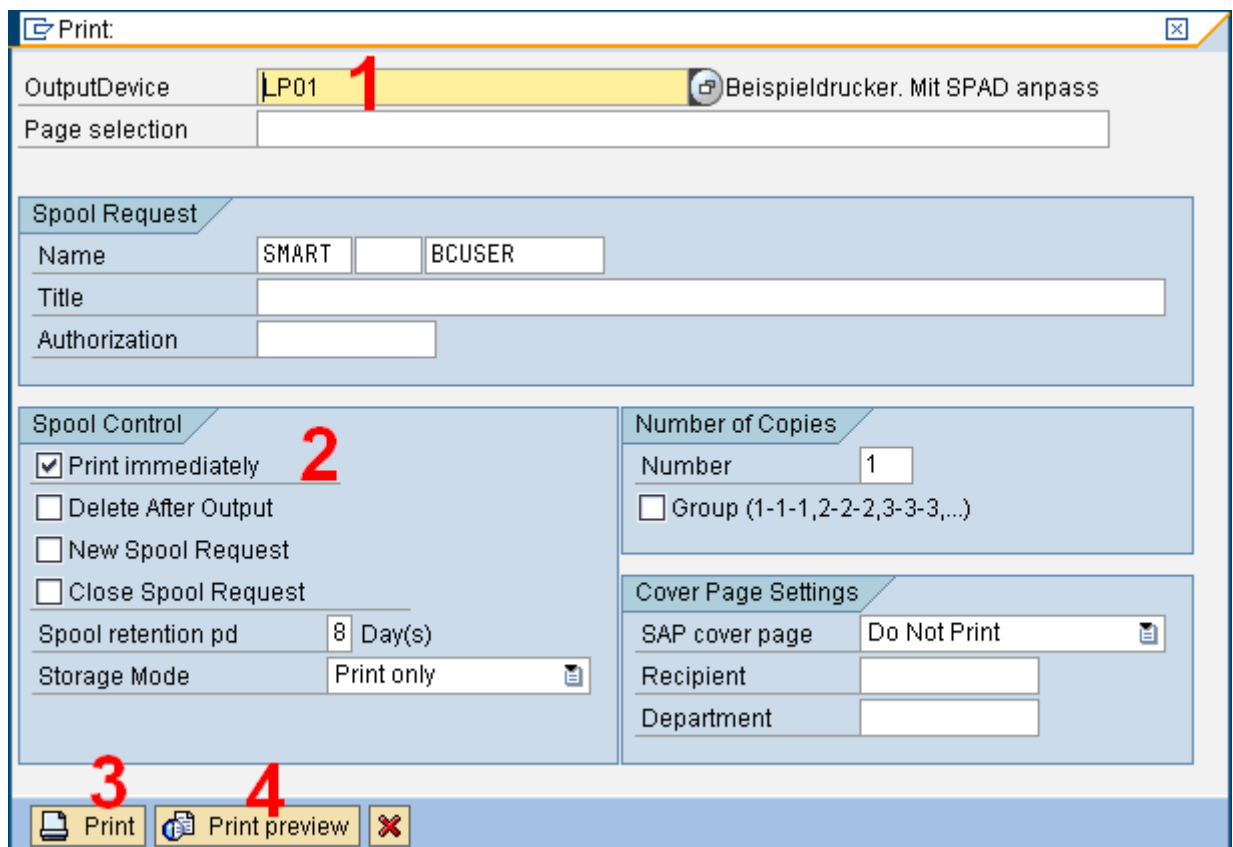 Print:
OutputDevice LP01 1 Beispieldrucker. Mit SPAD anpass
Page selection
Spool Request
Name SMART BCUSER
Title
Authorization
Spool Control
Print immediately 2
Delete After Output
New Spool Request
Close Spool Request
Spool retention pd 8 Day(s)
Storage Mode Print only
Number of Copies
Number 1
Group (1-1-1,2-2-2,3-3-3,...)
Cover Page Settings
SAP cover page Do Not Print
Recipient
Department
3 4
Print Print preview